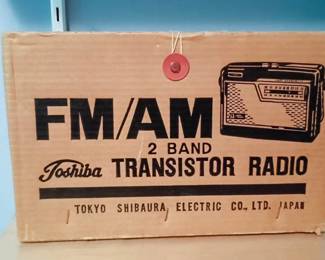 FM/AM
2 BAND
Toshiba TRANSISTOR RADIO
TOKYO SHIBAURA ELECTRIC CO., LTD. JAPAN